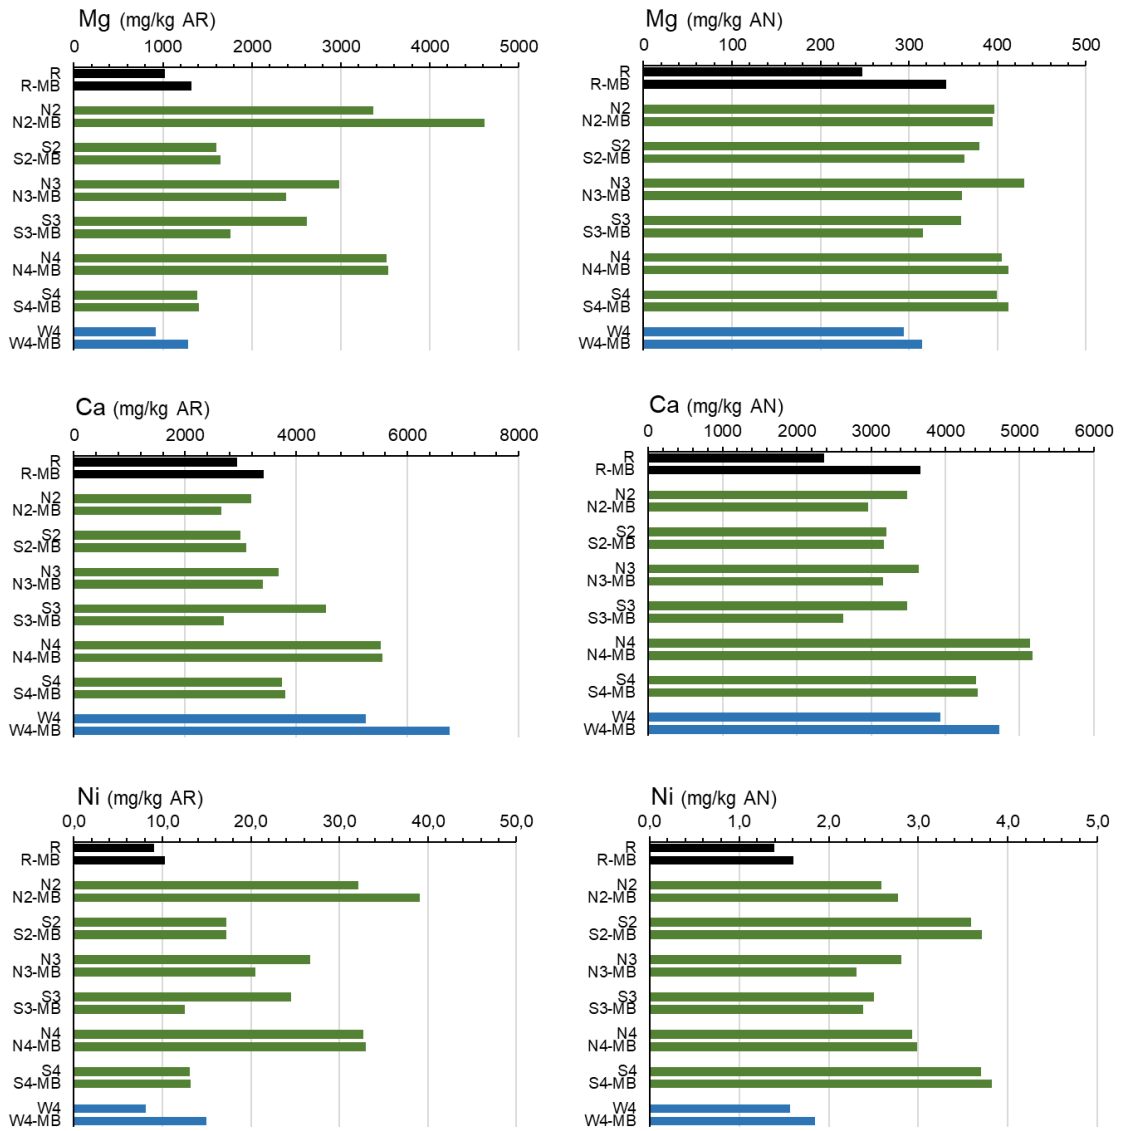 Mg (mg/kg AR)
0 1000 2000 3000 4000 5000
R
R-MB
N2
N2-MB
S2
S2-MB
N3
N3-MB
S3
S3-MB
N4
N4-MB
S4
S4-MB
W4
W4-MB
Mg (mg/kg AN)
0 100 200 300 400 500
R
R-MB
N2
N2-MB
S2
S2-MB
N3
N3-MB
S3
S3-MB
N4
N4-MB
S4
S4-MB
W4
W4-MB
Ca (mg/kg AR)
0 2000 4000 6000 8000
R
R-MB
N2
N2-MB
S2
S2-MB
N3
N3-MB
S3
S3-MB
N4
N4-MB
S4
S4-MB
W4
W4-MB
Ca (mg/kg AN)
0 1000 2000 3000 4000 5000 6000
R
R-MB
N2
N2-MB
S2
S2-MB
N3
N3-MB
S3
S3-MB
N4
N4-MB
S4
S4-MB
W4
W4-MB
Ni (mg/kg AR)
0,0 10,0 20,0 30,0 40,0 50,0
R
R-MB
N2
N2-MB
S2
S2-MB
N3
N3-MB
S3
S3-MB
N4
N4-MB
S4
S4-MB
W4
W4-MB
Ni (mg/kg AN)
0,0 1,0 2,0 3,0 4,0 5,0
R
R-MB
N2
N2-MB
S2
S2-MB
N3
N3-MB
S3
S3-MB
N4
N4-MB
S4
S4-MB
W4
W4-MB